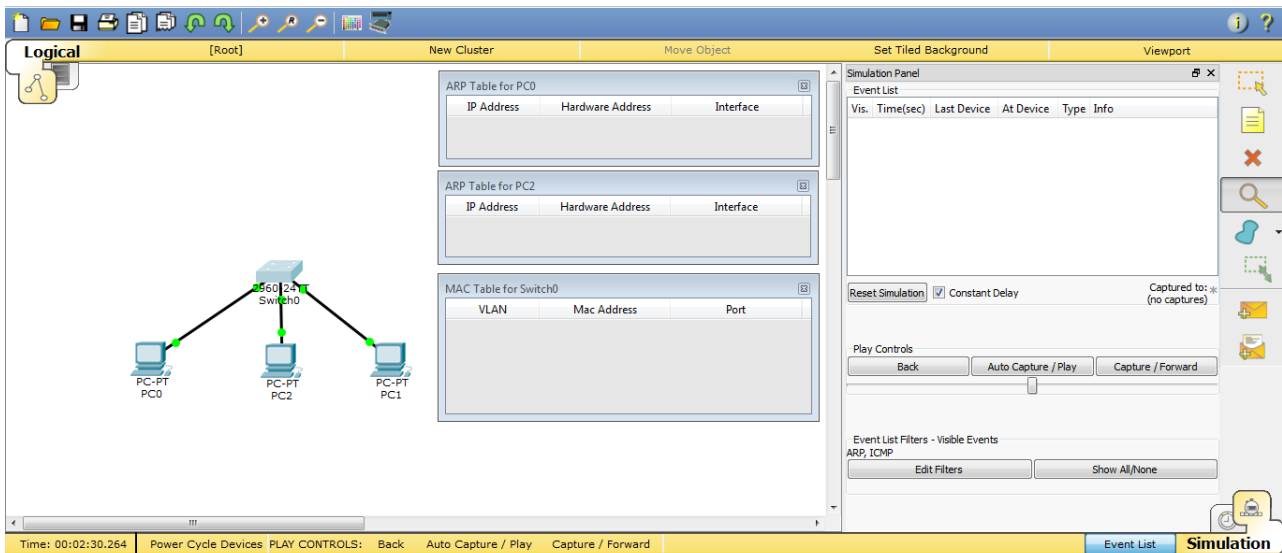 Logical [Root] New Cluster Move Object Set Tiled Background Viewport
ARP Table for PC0
IP Address Hardware Address Interface
ARP Table for PC2
IP Address Hardware Address Interface
MAC Table for Switch0
VLAN Mac Address Port
2960-24TT
Switch0
PC-PT
PC0
PC-PT
PC2
PC-PT
PC1
Simulation Panel
Event List
Vis. Time(sec) Last Device At Device Type Info
Reset Simulation Constant Delay
Captured to:
(no captures)
Play Controls
Back Auto Capture / Play Capture / Forward
Event List Filters - Visible Events
ARP, ICMP
Edit Filters Show All/None
Time: 00:02:30.264 Power Cycle Devices PLAY CONTROLS: Back Auto Capture / Play Capture / Forward Event List Simulation